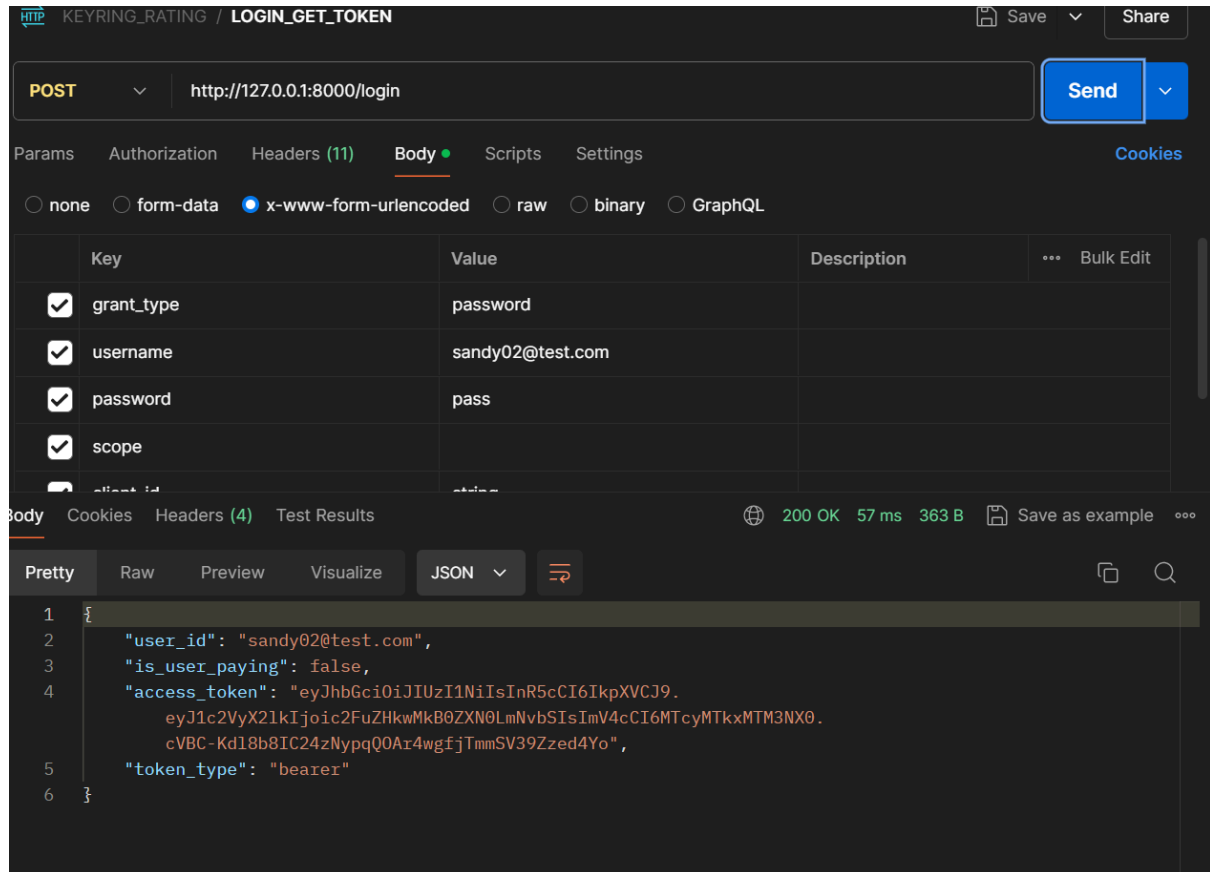 HTTP KEYRING_RATING / LOGIN_GET_TOKEN Save Share
POST http://127.0.0.1:8000/login Send
Params Authorization Headers (11) Body Scripts Settings Cookies
none form-data x-www-form-urlencoded raw binary GraphQL
Key Value Description Bulk Edit
grant_type password
username sandy02@test.com
password pass
scope
client_id string
Body Cookies Headers (4) Test Results 200 OK 57 ms 363 B Save as example
Pretty Raw Preview Visualize JSON
1 {
2 "user_id": "sandy02@test.com",
3 "is_user_paying": false,
4 "access_token": "eyJhbGciOiJIUzI1NiIsInR5cCI6IkpXVCJ9.
eyJ1c2VyX2lkIjoic2FuZHkwMkB0ZXN0LmNvbSIsImV4cCI6MTcyMTkxMTM3NX0.
cVBC-Kdl8b8IC24zNypqQOAr4wgfjTmmSV39Zzed4Yo",
5 "token_type": "bearer"
6 }